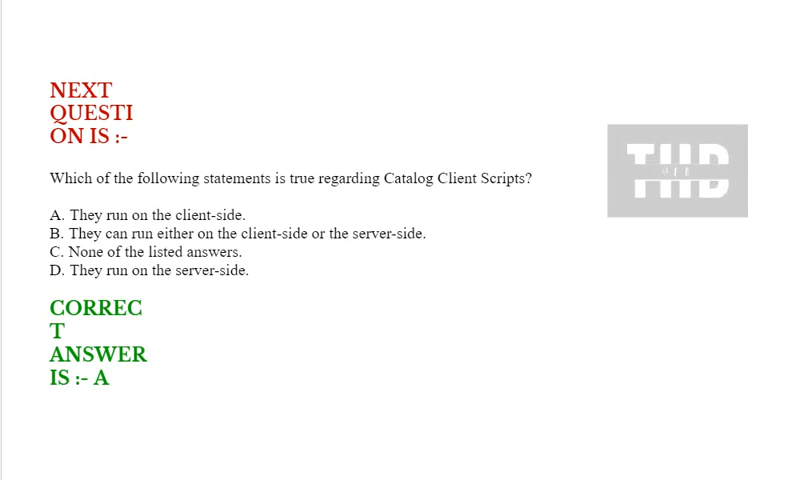 NEXT
QUESTI
ON IS :-
Which of the following statements is true regarding Catalog Client Scripts?
A. They run on the client-side.
B. They can run either on the client-side or the server-side.
C. None of the listed answers.
D. They run on the server-side.
CORREC
T
ANSWER
IS :- A
THD